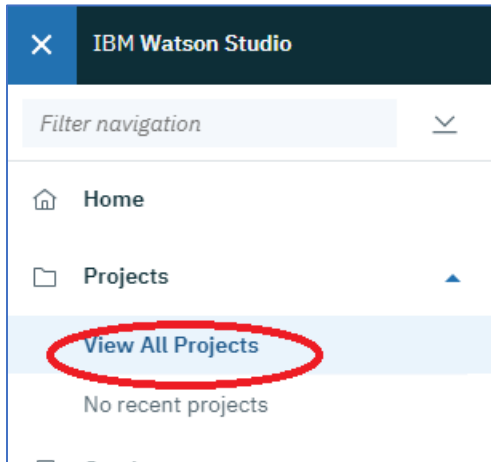 IBM Watson Studio
Filter navigation
Home
Projects
View All Projects
No recent projects